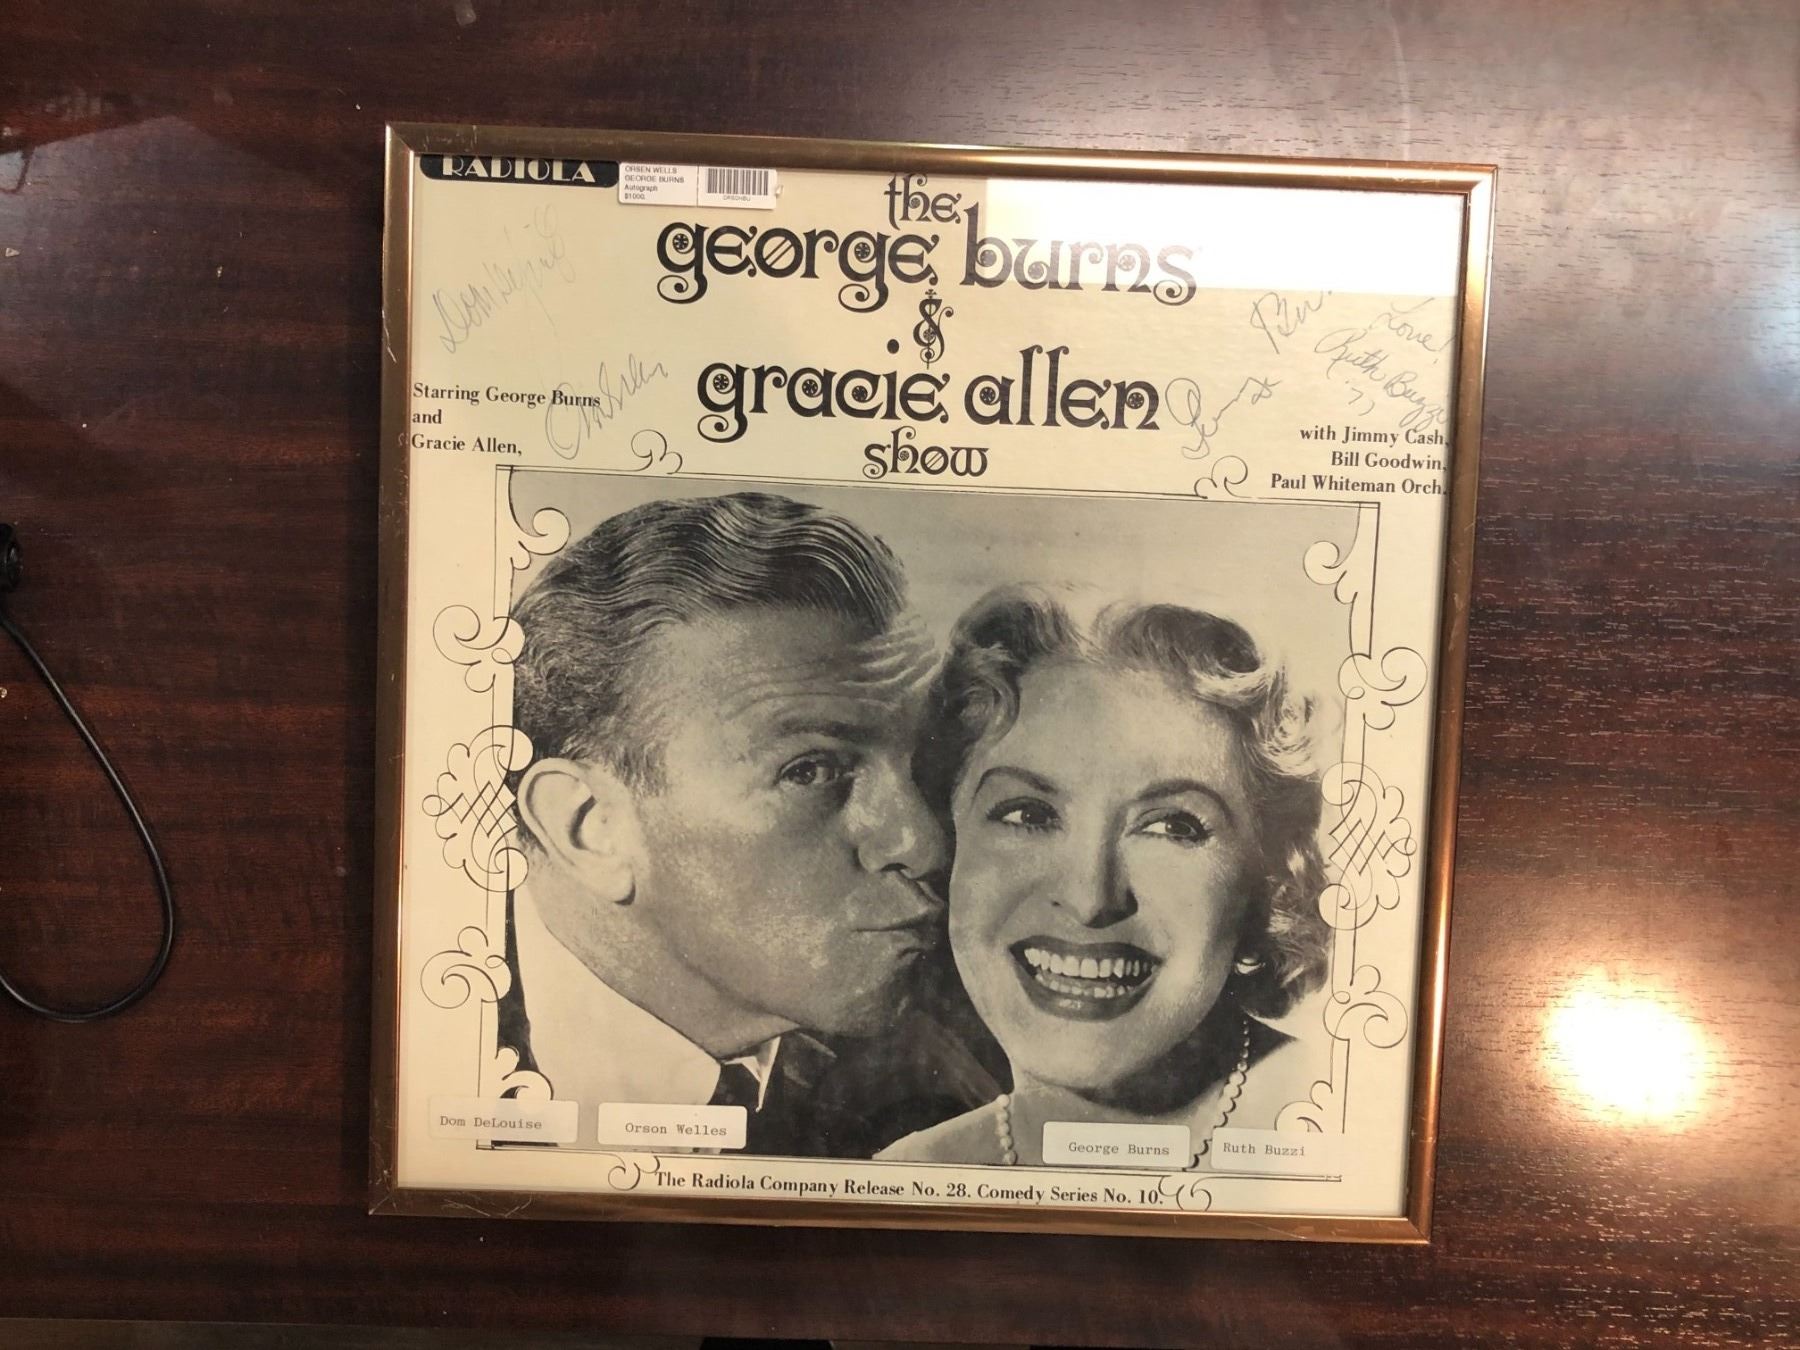 RADIOLA
ORSEN WELLS
GEORGE BURNS
Autograph
$1000.
the
george burns
&
gracie allen
show
Starring George Burns
and
Gracie Allen,
Love!
Ruth Buzzi
'77
with Jimmy Cash,
Bill Goodwin,
Paul Whiteman Orch.
Dom DeLouise
Orson Welles
George Burns
Ruth Buzzi
The Radiola Company Release No. 28. Comedy Series No. 10.